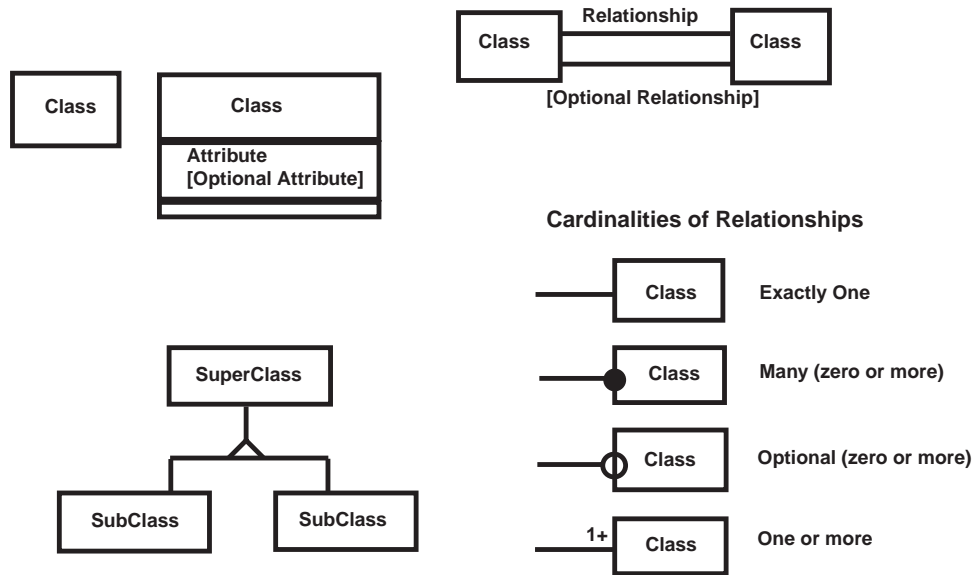 Class
Class
Attribute
[Optional Attribute]
Relationship
Class
Class
[Optional Relationship]
SuperClass
SubClass
SubClass
Cardinalities of Relationships
Class
Exactly One
Class
Many (zero or more)
Class
Optional (zero or more)
1+
Class
One or more